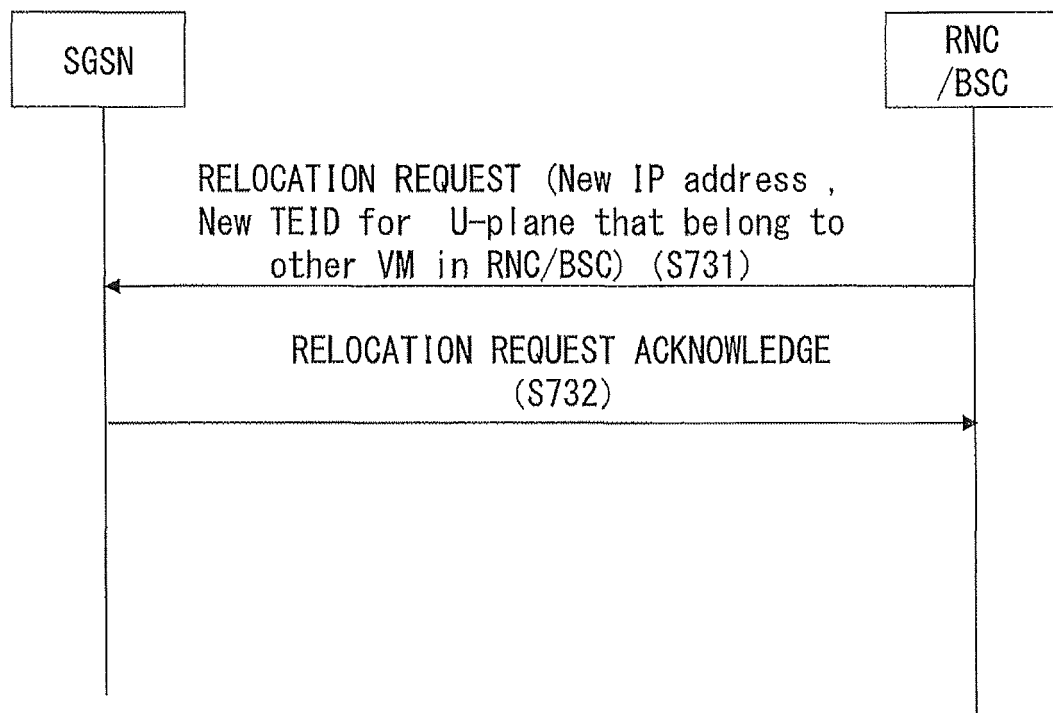 SGSN
RNC
/BSC
RELOCATION REQUEST (New IP address ,
New TEID for U-plane that belong to
other VM in RNC/BSC) (S731)
RELOCATION REQUEST ACKNOWLEDGE
(S732)